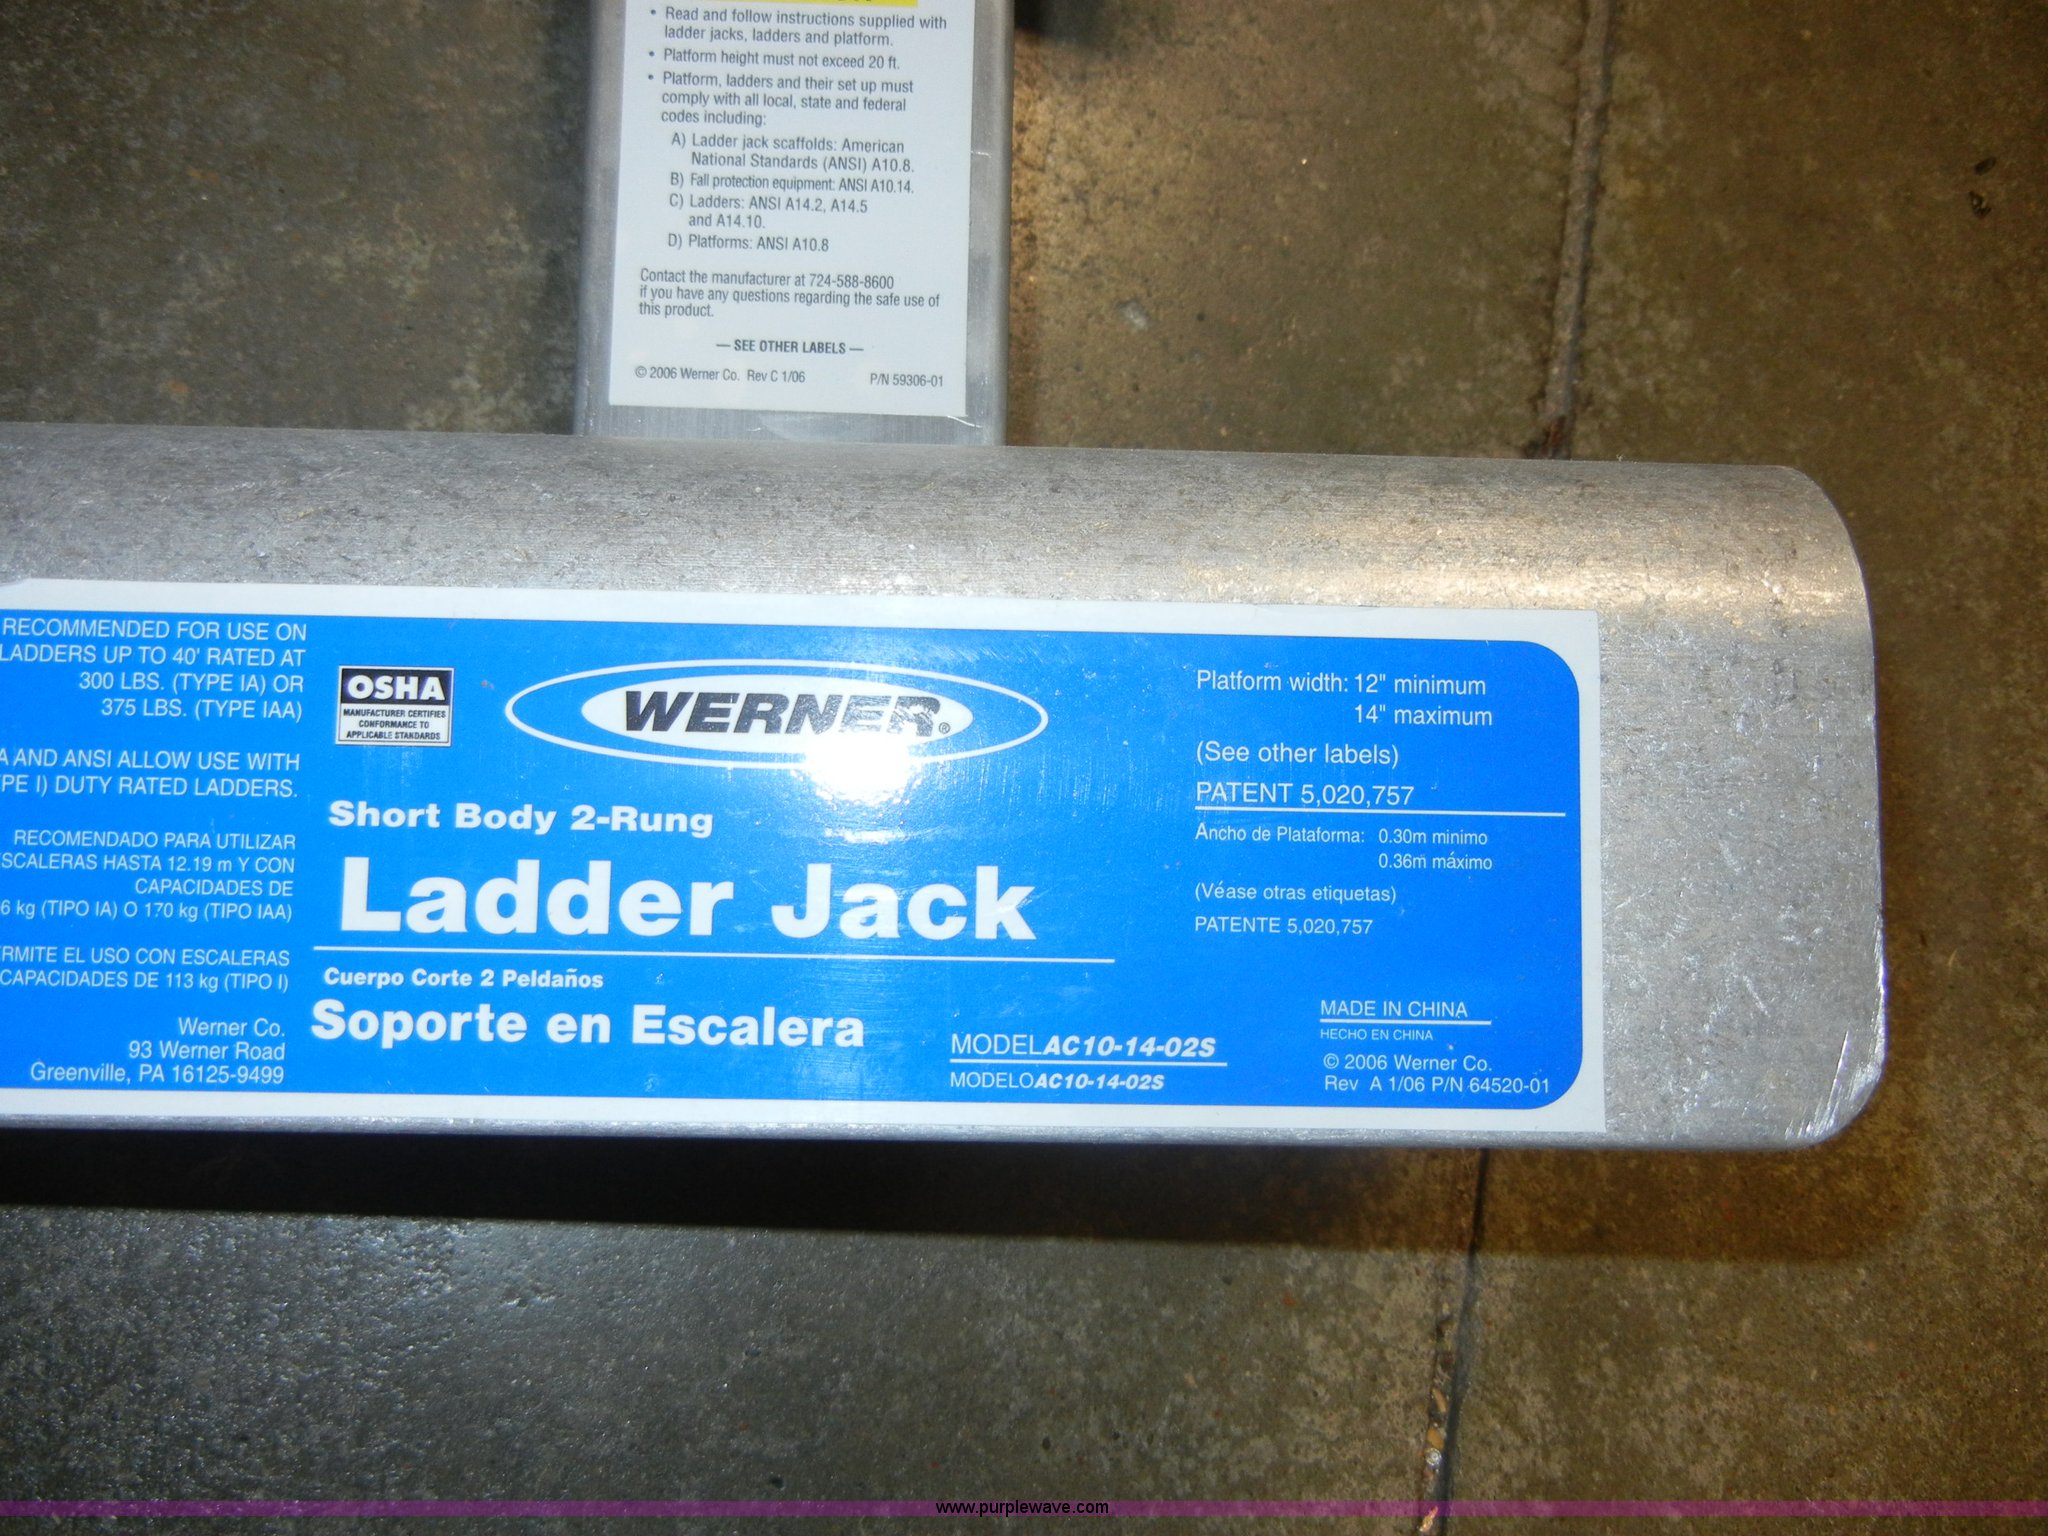 • Read and follow instructions supplied with
ladder jacks, ladders and platform.
• Platform height must not exceed 20 ft.
• Platform, ladders and their set up must
comply with all local, state and federal
codes including:
A) Ladder jack scaffolds: American
National Standards (ANSI) A10.8.
B) Fall protection equipment: ANSI A10.14.
C) Ladders: ANSI A14.2, A14.5
and A14.10.
D) Platforms: ANSI A10.8
Contact the manufacturer at 724-588-8600
if you have any questions regarding the safe use of
this product.
— SEE OTHER LABELS —
© 2006 Werner Co. Rev C 1/06 P/N 59306-01
RECOMMENDED FOR USE ON
LADDERS UP TO 40' RATED AT
300 LBS. (TYPE IA) OR
375 LBS. (TYPE IAA)
AND ANSI ALLOW USE WITH
I) DUTY RATED LADDERS.
RECOMENDADO PARA UTILIZAR
HASTA 12.19 m Y CON
CAPACIDADES DE
kg (TIPO IA) O 170 kg (TIPO IAA)
EL USO CON ESCALERAS
CAPACIDADES DE 113 kg (TIPO I)
Werner Co.
93 Werner Road
Greenville, PA 16125-9499
OSHA
MANUFACTURER CERTIFIES
CONFORMANCE TO
APPLICABLE STANDARDS
WERNER®
Short Body 2-Rung
Ladder Jack
Cuerpo Corte 2 Peldaños
Soporte en Escalera
MODEL AC10-14-02S
MODELO AC10-14-02S
Platform width: 12" minimum
14" maximum
(See other labels)
PATENT 5,020,757
Ancho de Plataforma: 0.30m minimo
0.36m máximo
(Véase otras etiquetas)
PATENTE 5,020,757
MADE IN CHINA
HECHO EN CHINA
© 2006 Werner Co.
Rev A 1/06 P/N 64520-01
www.purplewave.com